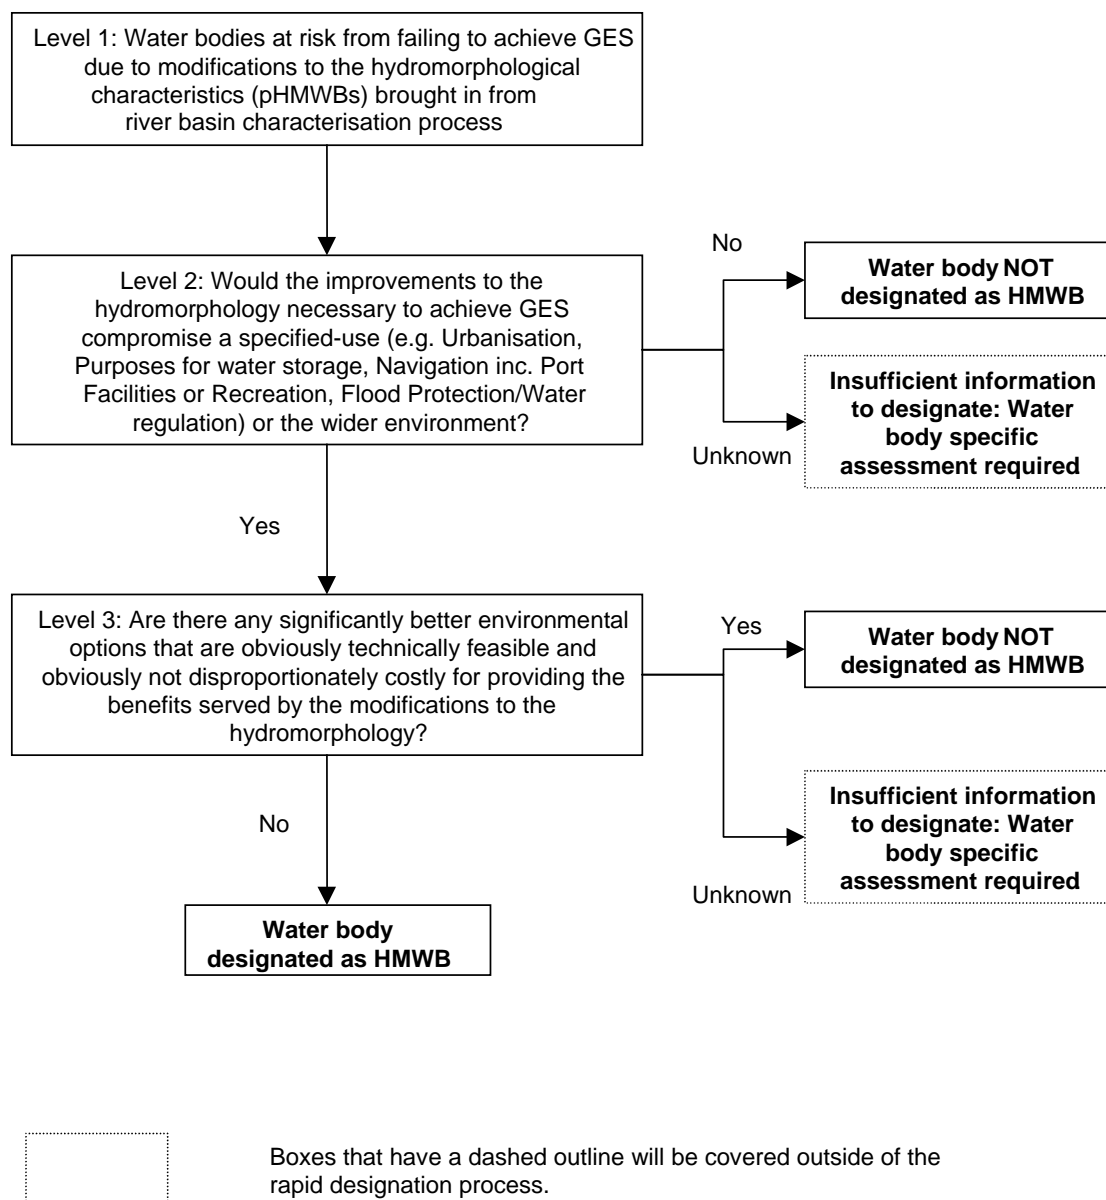 Level 1: Water bodies at risk from failing to achieve GES
due to modifications to the hydromorphological
characteristics (pHMWBs) brought in from
river basin characterisation process
No
Water body NOT
designated as HMWB
Level 2: Would the improvements to the
hydromorphology necessary to achieve GES
compromise a specified-use (e.g. Urbanisation,
Purposes for water storage, Navigation inc. Port
Facilities or Recreation, Flood Protection/Water
regulation) or the wider environment?
Insufficient information
to designate: Water
body specific
assessment required
Unknown
Yes
Level 3: Are there any significantly better environmental
options that are obviously technically feasible and
obviously not disproportionately costly for providing the
benefits served by the modifications to the
hydromorphology?
Yes
Water body NOT
designated as HMWB
Insufficient information
to designate: Water
body specific
assessment required
Unknown
No
Water body
designated as HMWB
Boxes that have a dashed outline will be covered outside of the
rapid designation process.